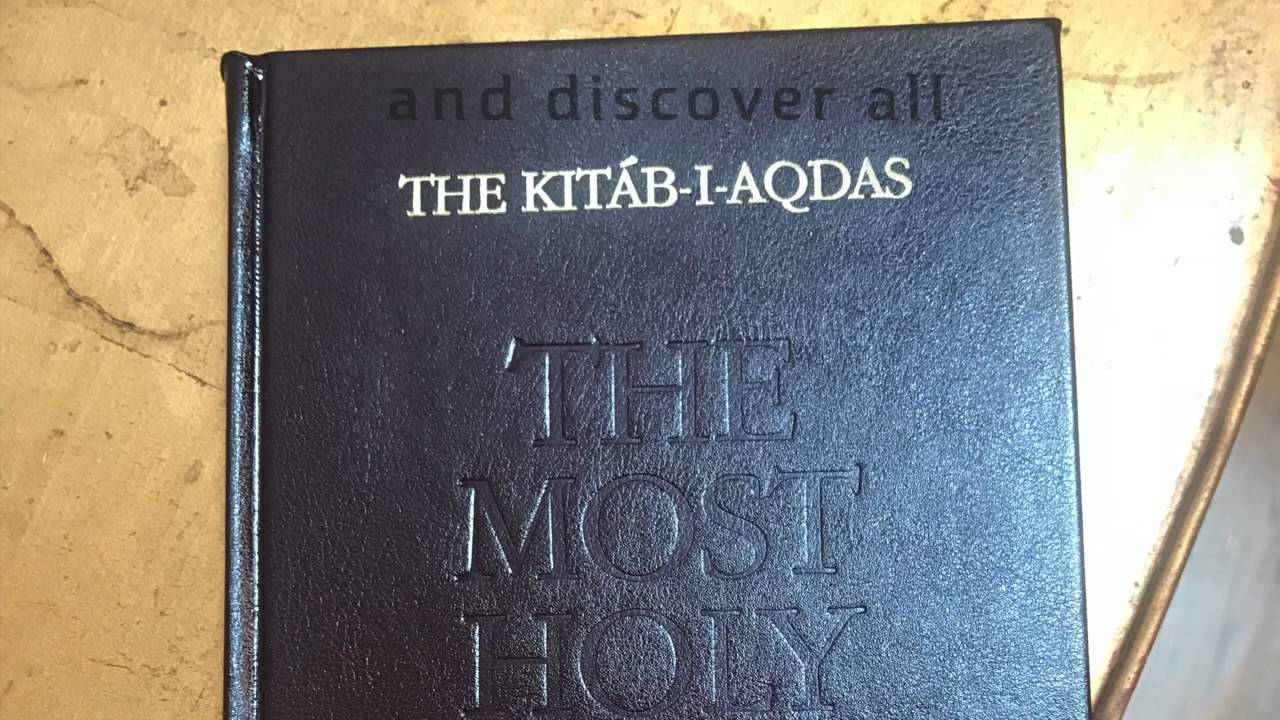 and discover all
THE KITÁB-I-AQDAS
THE
MOST
HOLY